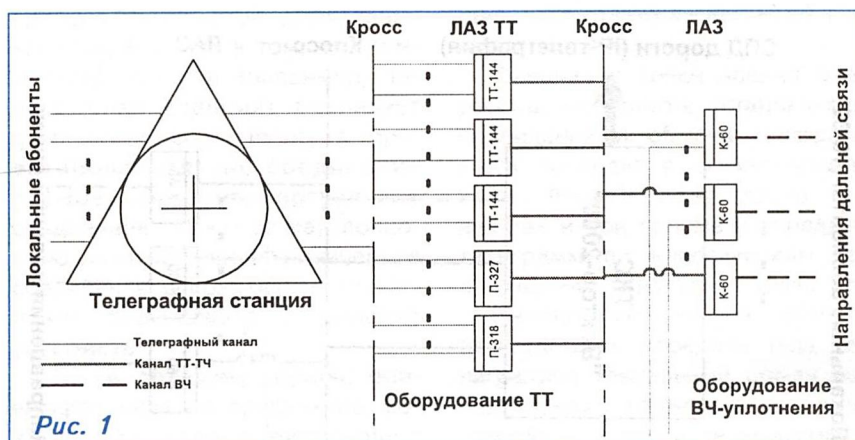 Кросс
ЛАЗ ТТ
Кросс
ЛАЗ
Локальные абоненты
Телеграфная станция
ТТ-144
ТТ-144
ТТ-144
П-327
П-318
К-60
К-60
К-60
Направления дальней связи
Телеграфный канал
Канал ТТ-ТЧ
Канал ВЧ
Оборудование ТТ
Оборудование
ВЧ-уплотнения
Рис. 1